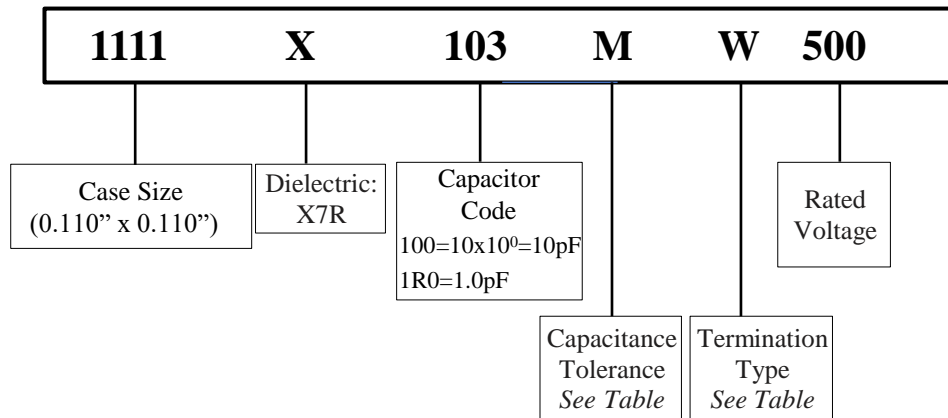 1111 X 103 M W 500
Case Size
(0.110” x 0.110”)
Dielectric:
X7R
Capacitor
Code
100=10x10⁰=10pF
1R0=1.0pF
Rated
Voltage
Capacitance
Tolerance
See Table
Termination
Type
See Table